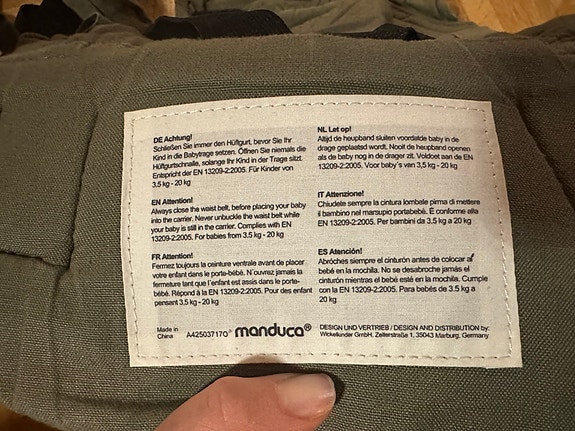 DE Achtung!
Schließen Sie immer den Hüftgurt, bevor Sie Ihr
Kind in die Babytrage setzen. Öffnen Sie niemals die
Hüftgurtschnalle, solange Ihr Kind in der Trage sitzt.
Entspricht der EN 13209-2:2005. Für Kinder von
3,5 kg - 20 kg
EN Attention!
Always close the waist belt, before placing your baby
into the carrier. Never unbuckle the waist belt while
your baby is still in the carrier. Complies with EN
13209-2:2005. For babies from 3.5 kg - 20 kg
FR Attention!
Fermez toujours la ceinture ventrale avant de placer
votre enfant dans le porte-bébé. N'ouvrez jamais la
fermeture tant que l'enfant est assis dans le porte-
bébé. Répond à la EN 13209-2:2005. Pour des enfant
pensant 3,5 kg - 20 kg
NL Let op!
Altijd de heupband sluiten voordalde baby in de
drage geplaatsd wordt. Nooit de heupband openen
als de baby nog in de drager zit. Voldoet aan de EN
13209-2:2005. Voor baby's van 3,5 kg - 20 kg
IT Attenzione!
Chiudete sempre la cintura lombale pirma di mettere
il bambino nel marsupio portabebè. É conforme alla
EN 13209-2:2005. Per bambini da 3.5 kg a 20 kg
ES Atención!
Abróches siempre el cinturón antes de colocar al
bebé en la mochila. No se desabroche jamás el
cinturón mientras el bebé esté en la mochila. Cumple
con la EN 13209-2:2005. Para bebés de 3.5 kg a
20 kg
Made in
China
A425037170> manduca®
DESIGN UND VERTRIEB / DESIGN AND DISTRIBUTION by:
Wickelkinder GmbH, Zeiterstraße 1, 35043 Marburg, Germany